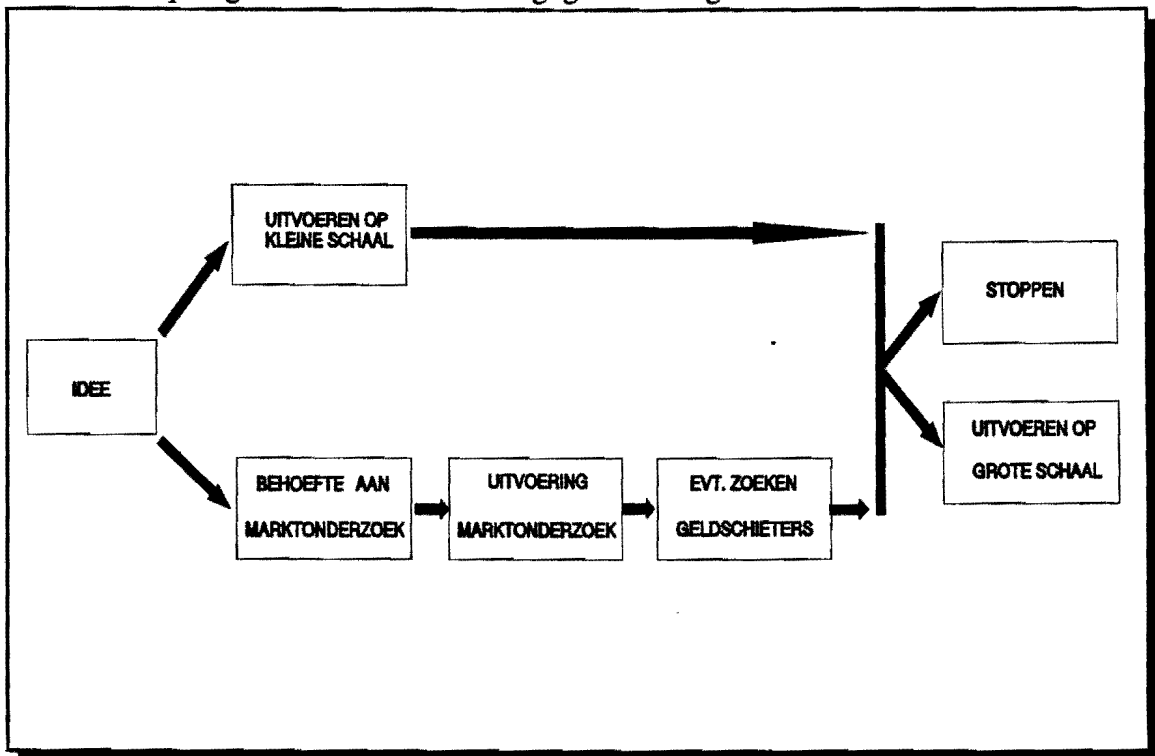 UITVOEREN OP
KLEINE SCHAAL
IDEE
BEHOEFTE AAN
MARKTONDERZOEK
UITVOERING
MARKTONDERZOEK
EVT. ZOEKEN
GELDSCHIETERS
STOPPEN
UITVOEREN OP
GROTE SCHAAL